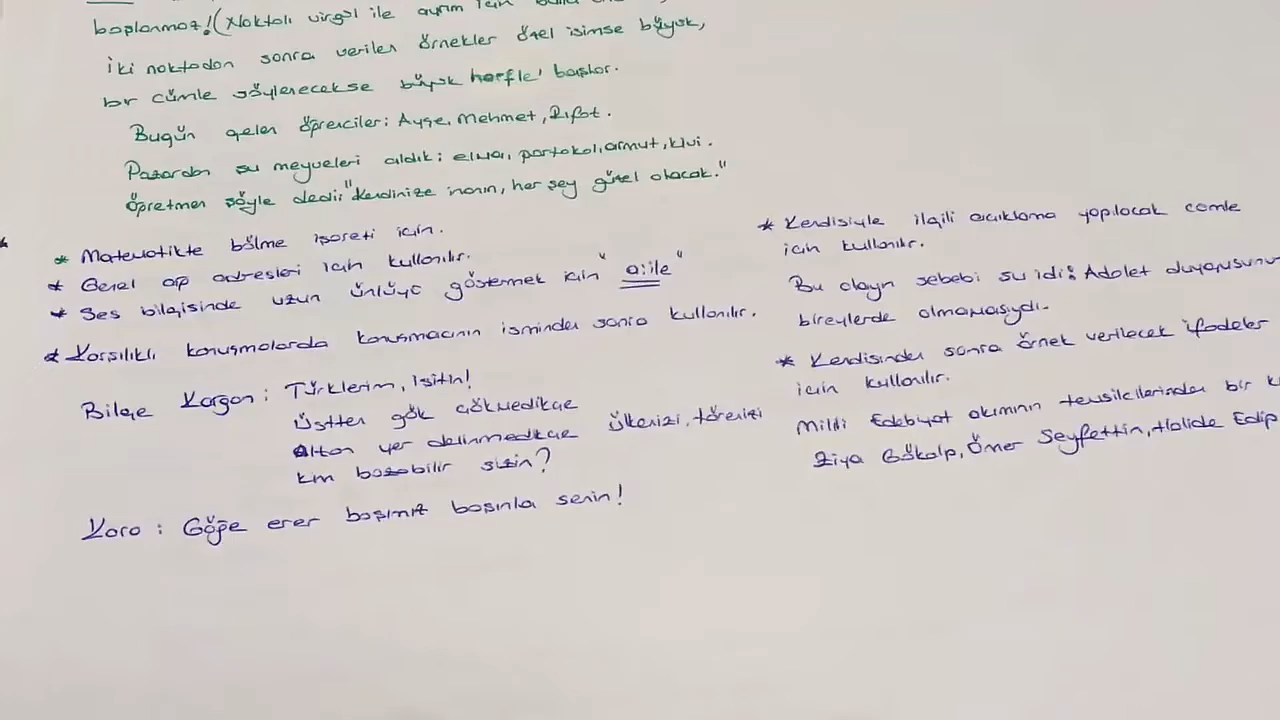 başlanmaz! (Noktalı virgül ile ayrım için
İki noktadan sonra verilen örnekler özel isimse büyük,
bir cümle söylenecekse büyük harfle başlar.
Bugün gelen öğrenciler: Ayşe, Mehmet, Rıfat.
Pazardan şu meyveleri aldık: elma, portakal, armut, kivi.
Öğretmen şöyle dedi: "Kendinize inanın, her şey güzel olacak."
* Matematikte bölme işareti için.
* Genel ağ adresleri için kullanılır.
* Ses bilgisinde uzun ünlüyü göstermek için "a:ile"
* Karşılıklı konuşmalarda konuşmacının isminden sonra kullanılır.
Bilge Kağan: Türklerim, işitin!
Üstten gök çökmedikçe
Alttan yer delinmedikçe ülkenizi, törenizi
kim bozabilir sizin?
Koro: Göğe erer başımız başınla senin!
* Kendisiyle ilgili açıklama yapılacak cümle
için kullanılır.
Bu olayın sebebi şu idi: Adalet duygusunun
bireylerde olmamasıydı.
* Kendisinden sonra örnek verilecek ifadeler
için kullanılır.
Milli Edebiyat akımının temsilcilerinden bir
Ziya Gökalp, Ömer Seyfettin, Halide Edip